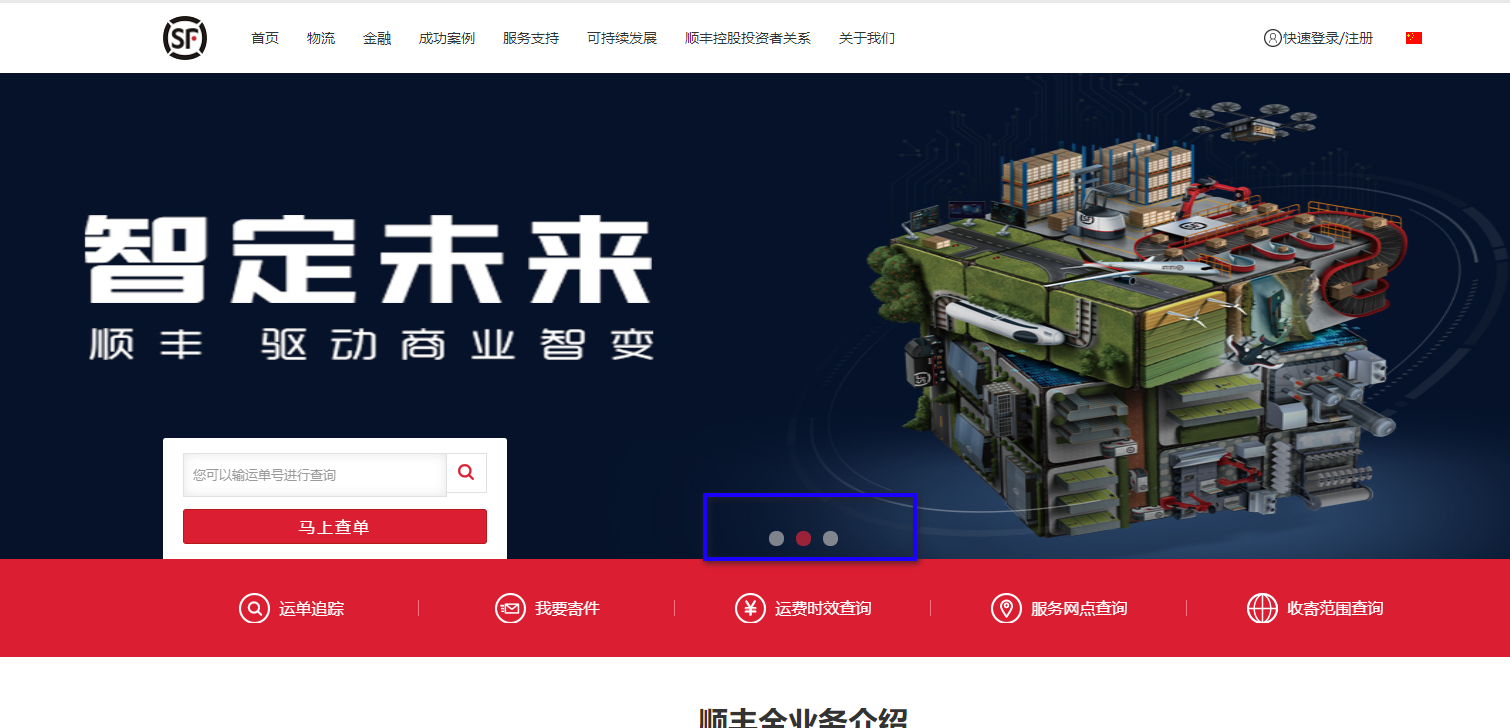 SF 首页 物流 金融 成功案例 服务支持 可持续发展 顺丰控股投资者关系 关于我们 快速登录/注册
智定未来
顺丰 驱动商业智变
您可以输运单号进行查询
马上查单
运单追踪 我要寄件 运费时效查询 服务网点查询 收寄范围查询
顺丰全业务介绍